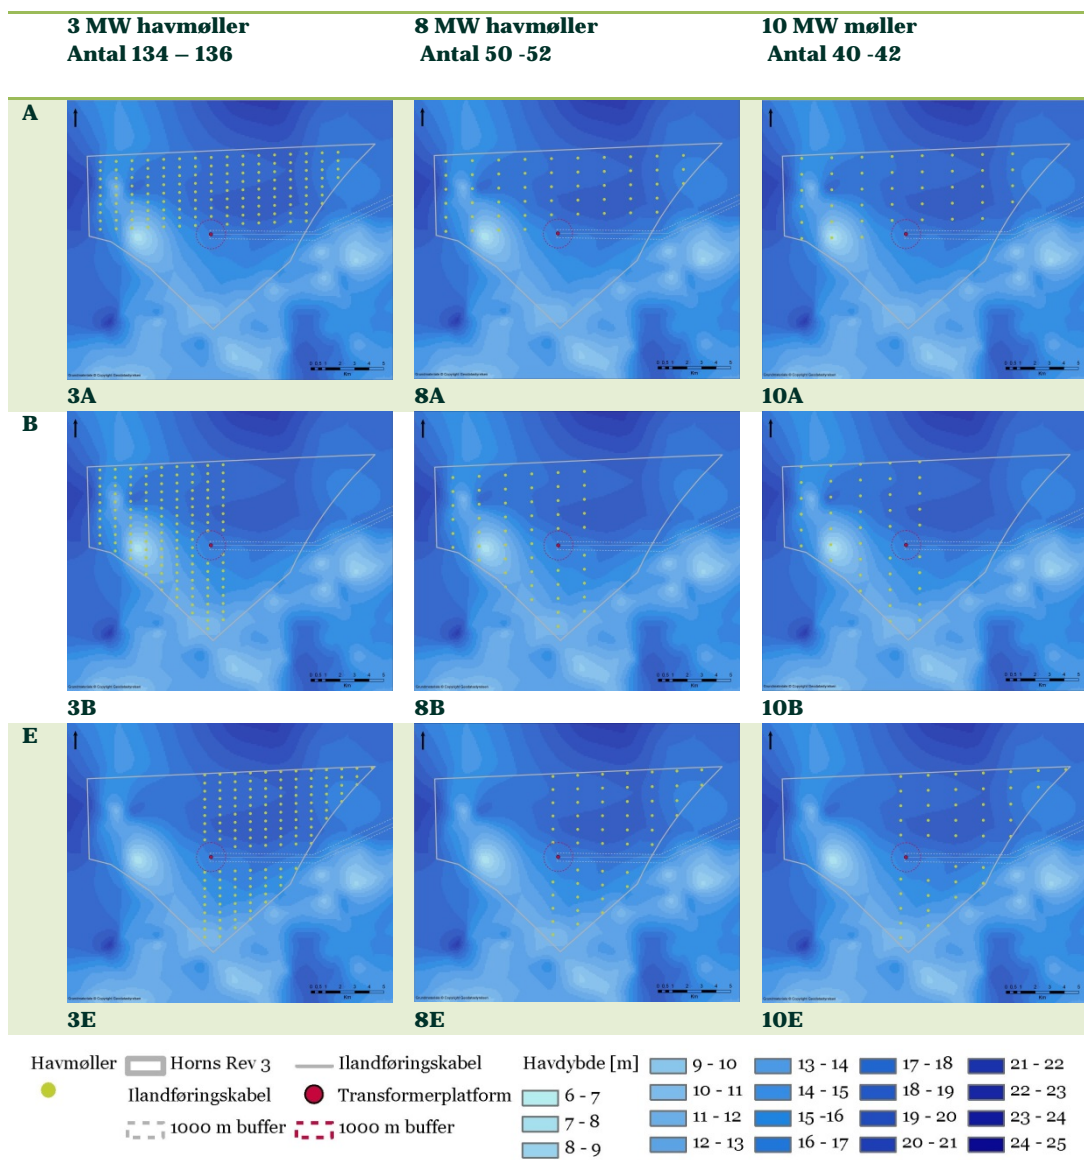 3 MW havmøller
Antal 134 – 136
8 MW havmøller
Antal 50 -52
10 MW møller
Antal 40 -42
A
3A
8A
10A
B
3B
8B
10B
E
3E
8E
10E
Havmøller
Horns Rev 3
Ilandføringskabel
Ilandføringskabel
Transformerplatform
1000 m buffer
1000 m buffer
Havdybde [m]
6 - 7
7 - 8
8 - 9
9 - 10
10 - 11
11 - 12
12 - 13
13 - 14
14 - 15
15 -16
16 - 17
17 - 18
18 - 19
19 - 20
20 - 21
21 - 22
22 - 23
23 - 24
24 - 25